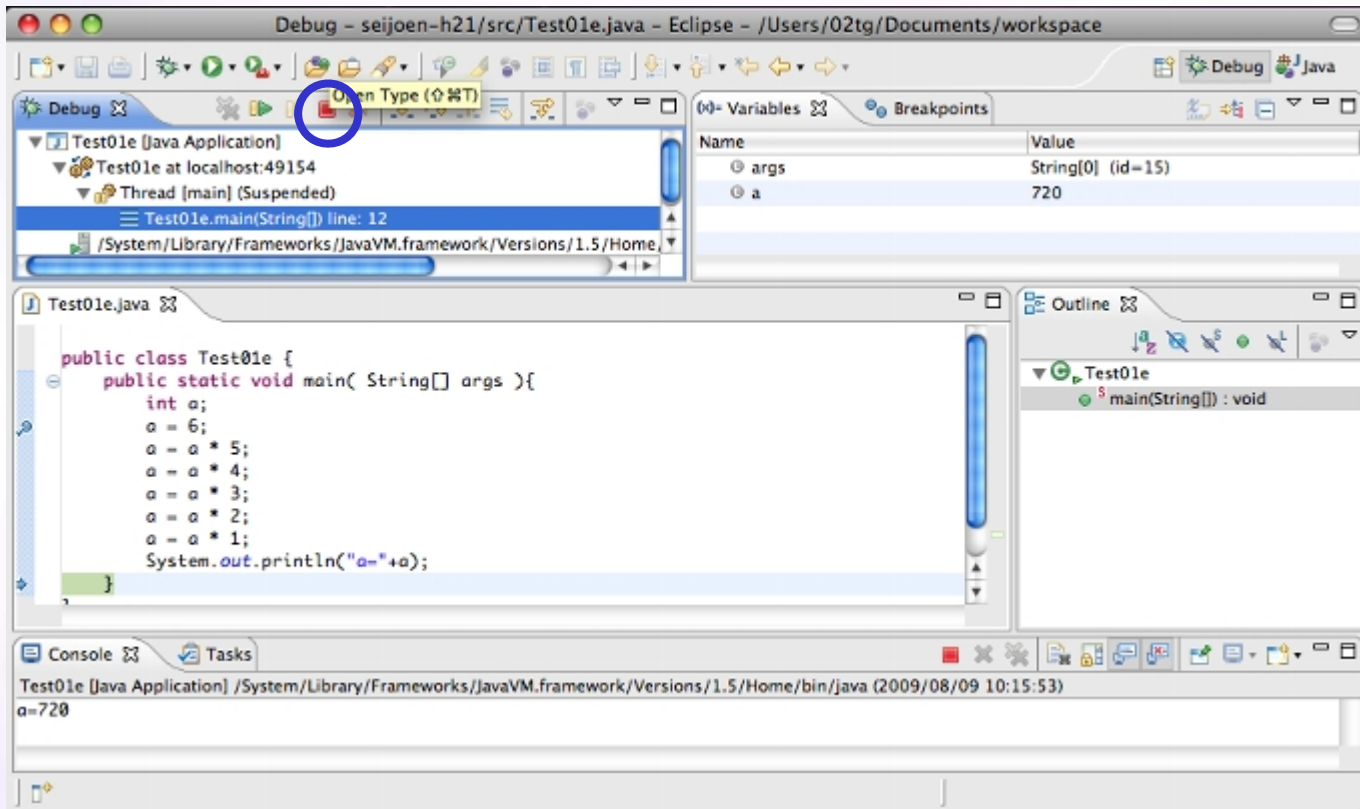 Debug – seijoen-h21/src/Test01e.java – Eclipse – /Users/02tg/Documents/workspace
Debug
Java
Open Type (⇧⌘T)
Debug
Test01e [Java Application]
Test01e at localhost:49154
Thread [main] (Suspended)
Test01e.main(String[]) line: 12
/System/Library/Frameworks/JavaVM.framework/Versions/1.5/Home/
(x)= Variables
Breakpoints
Name Value
args String[0] (id=15)
a 720
Test01e.java
public class Test01e {
public static void main( String[] args ){
int a;
a = 6;
a = a * 5;
a = a * 4;
a = a * 3;
a = a * 2;
a = a * 1;
System.out.println("a="+a);
}
Outline
Test01e
main(String[]) : void
Console
Tasks
Test01e [Java Application] /System/Library/Frameworks/JavaVM.framework/Versions/1.5/Home/bin/java (2009/08/09 10:15:53)
a=720